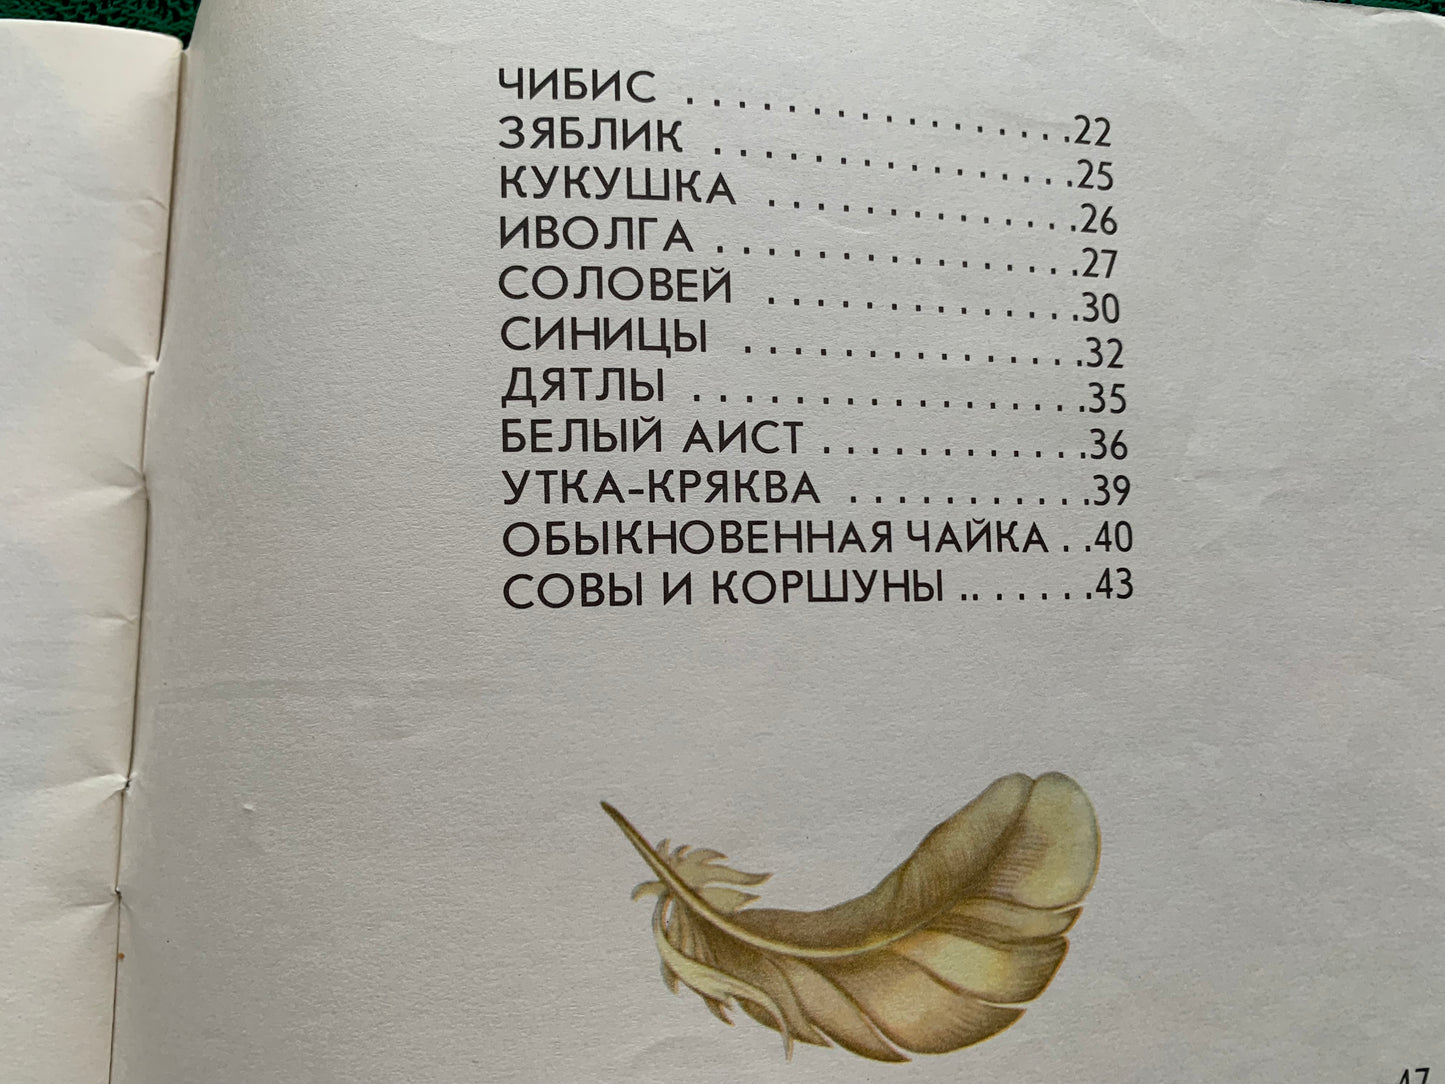 ЧИБИС . . . . . . . . . . . . . . . .22
ЗЯБЛИК . . . . . . . . . . . . . . .25
КУКУШКА . . . . . . . . . . . . .26
ИВОЛГА . . . . . . . . . . . . . . .27
СОЛОВЕЙ . . . . . . . . . . . . .30
СИНИЦЫ . . . . . . . . . . . . . .32
ДЯТЛЫ . . . . . . . . . . . . . . . .35
БЕЛЫЙ АИСТ . . . . . . . . . . .36
УТКА-КРЯКВА . . . . . . . . . .39
ОБЫКНОВЕННАЯ ЧАЙКА . .40
СОВЫ И КОРШУНЫ .. . . . . .43
47